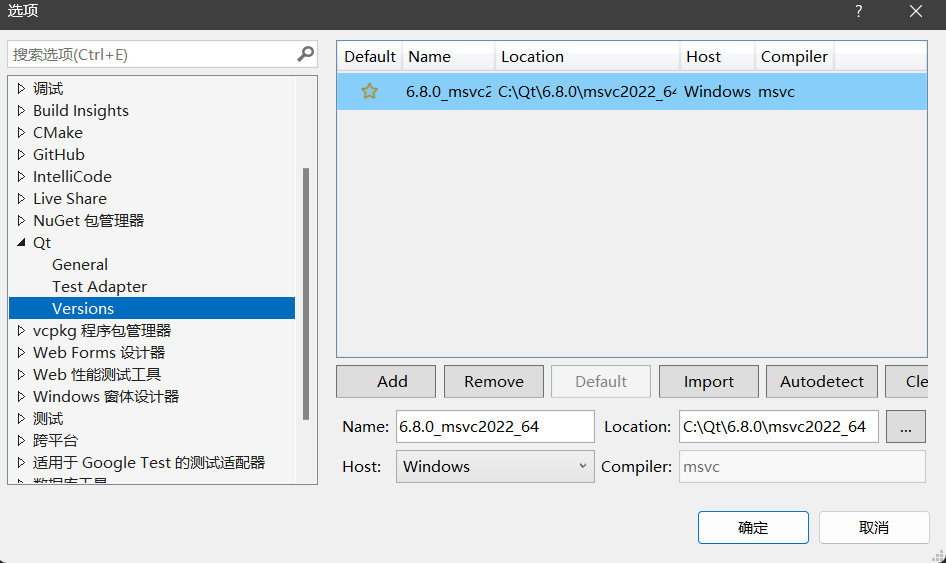 选项
?
搜索选项(Ctrl+E)
调试
Build Insights
CMake
GitHub
IntelliCode
Live Share
NuGet 包管理器
Qt
General
Test Adapter
Versions
vcpkg 程序包管理器
Web Forms 设计器
Web 性能测试工具
Windows 窗体设计器
测试
跨平台
适用于 Google Test 的测试适配器
数据库工具
Default Name Location Host Compiler
6.8.0_msvc2 C:\Qt\6.8.0\msvc2022_64 Windows msvc
Add Remove Default Import Autodetect Cle
Name: 6.8.0_msvc2022_64 Location: C:\Qt\6.8.0\msvc2022_64 ...
Host: Windows Compiler: msvc
确定 取消